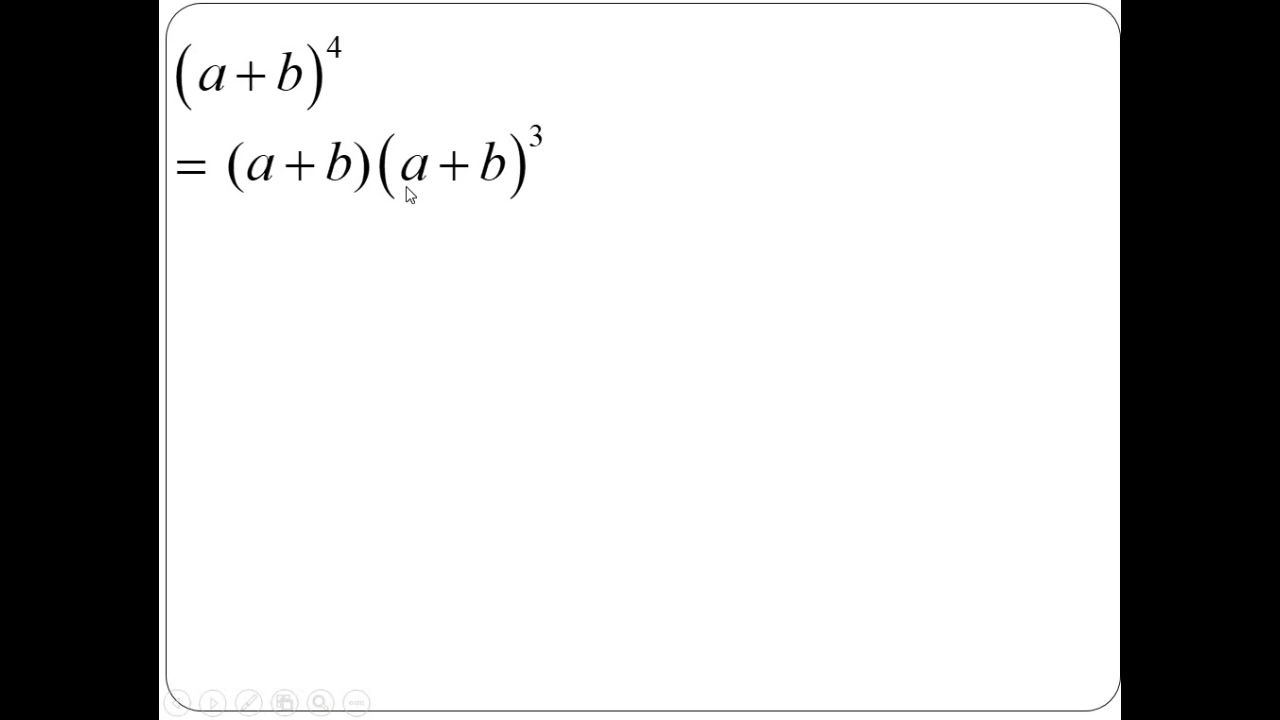 (a + b)⁴
= (a + b)(a + b)³